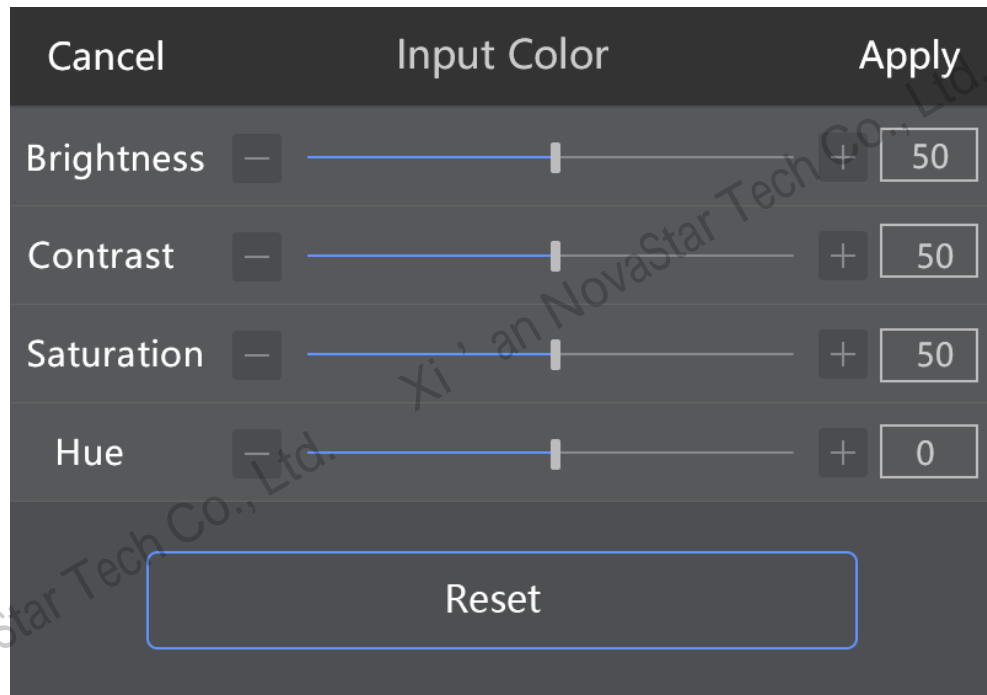 Cancel Input Color Apply
Brightness − + 50
Contrast − + 50
Saturation − + 50
Hue − + 0
Reset
Xi’an NovaStar Tech Co., Ltd.
Star Tech Co., Ltd.